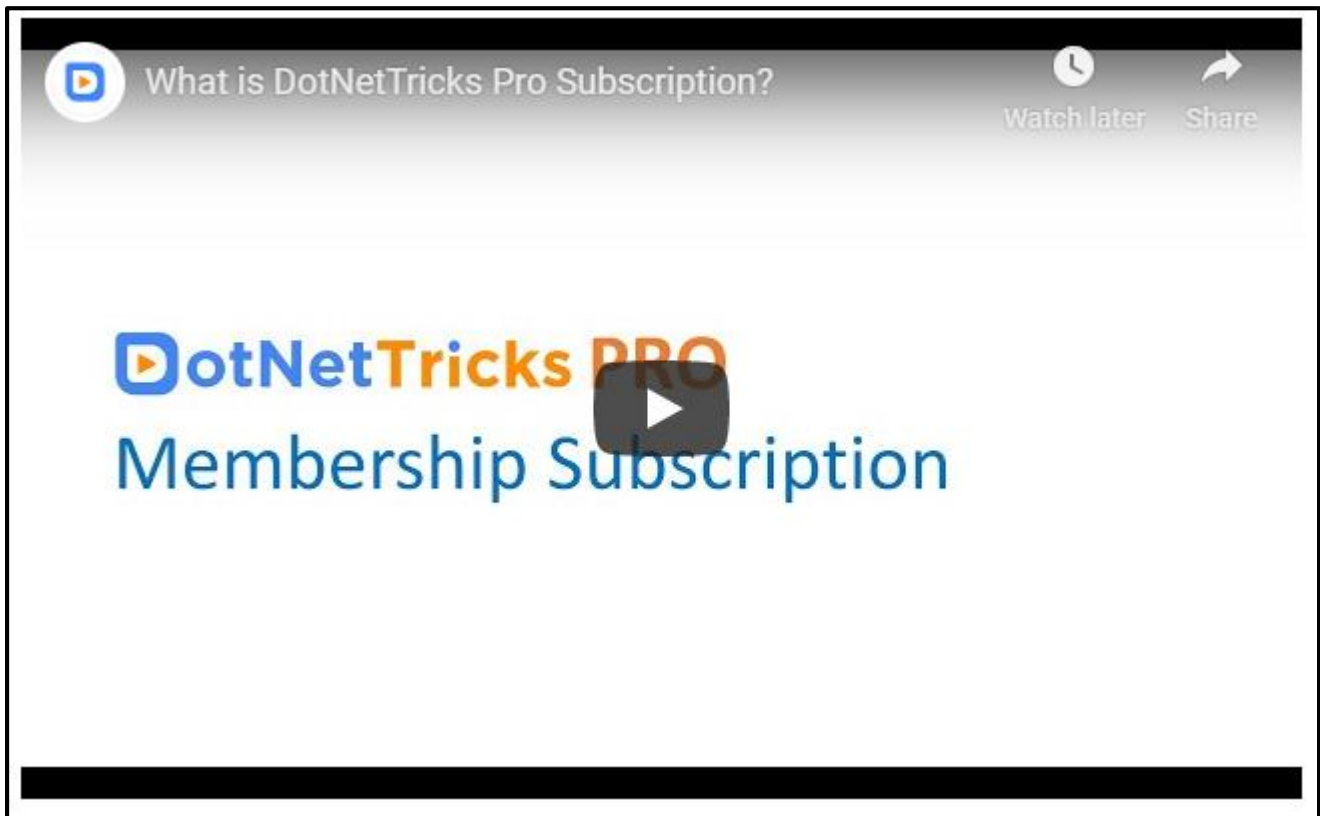 What is DotNetTricks Pro Subscription?
Watch later Share
DotNetTricks PRO
Membership Subscription